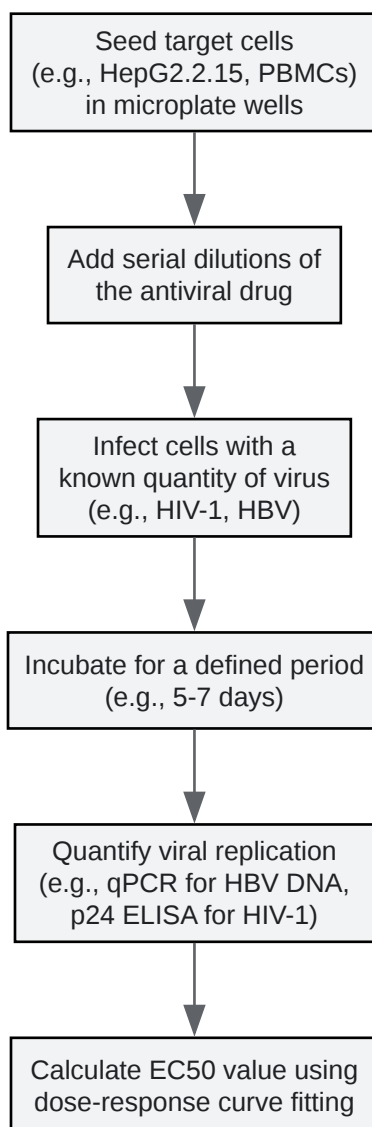 Seed target cells
(e.g., HepG2.2.15, PBMCs)
in microplate wells
Add serial dilutions of
the antiviral drug
Infect cells with a
known quantity of virus
(e.g., HIV-1, HBV)
Incubate for a defined period
(e.g., 5-7 days)
Quantify viral replication
(e.g., qPCR for HBV DNA,
p24 ELISA for HIV-1)
Calculate EC50 value using
dose-response curve fitting